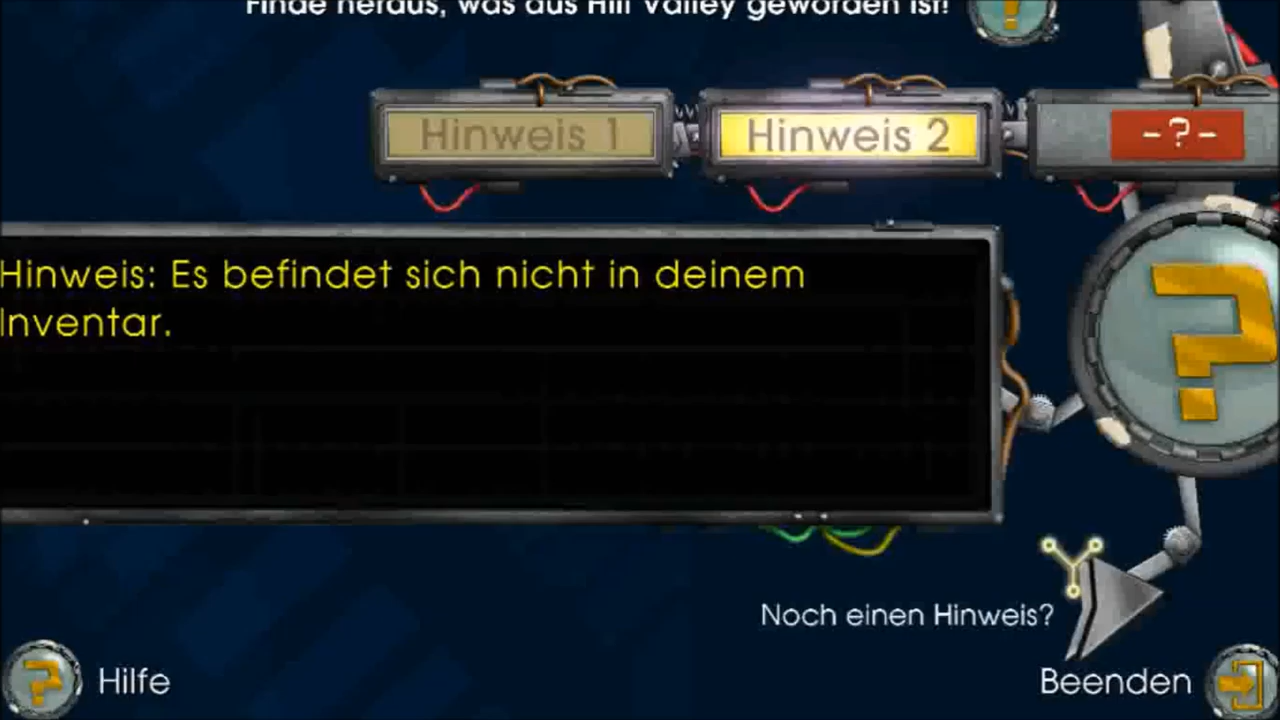 Finde heraus, was aus Hill Valley geworden ist!
Hinweis 1
Hinweis 2
-?-
Hinweis: Es befindet sich nicht in deinem
Inventar.
Noch einen Hinweis?
Hilfe
Beenden